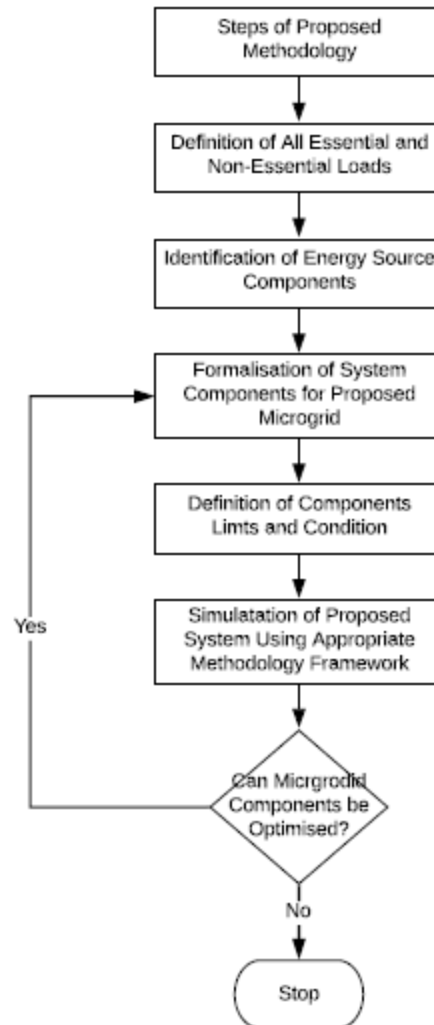 Steps of Proposed
Methodology
Definition of All Essential and
Non-Essential Loads
Identification of Energy Source
Components
Formalisation of System
Components for Proposed
Microgrid
Definition of Components
Limts and Condition
Simulatation of Proposed
System Using Appropriate
Methodology Framework
Can Micrgrodid
Components be
Optimised?
Yes
No
Stop